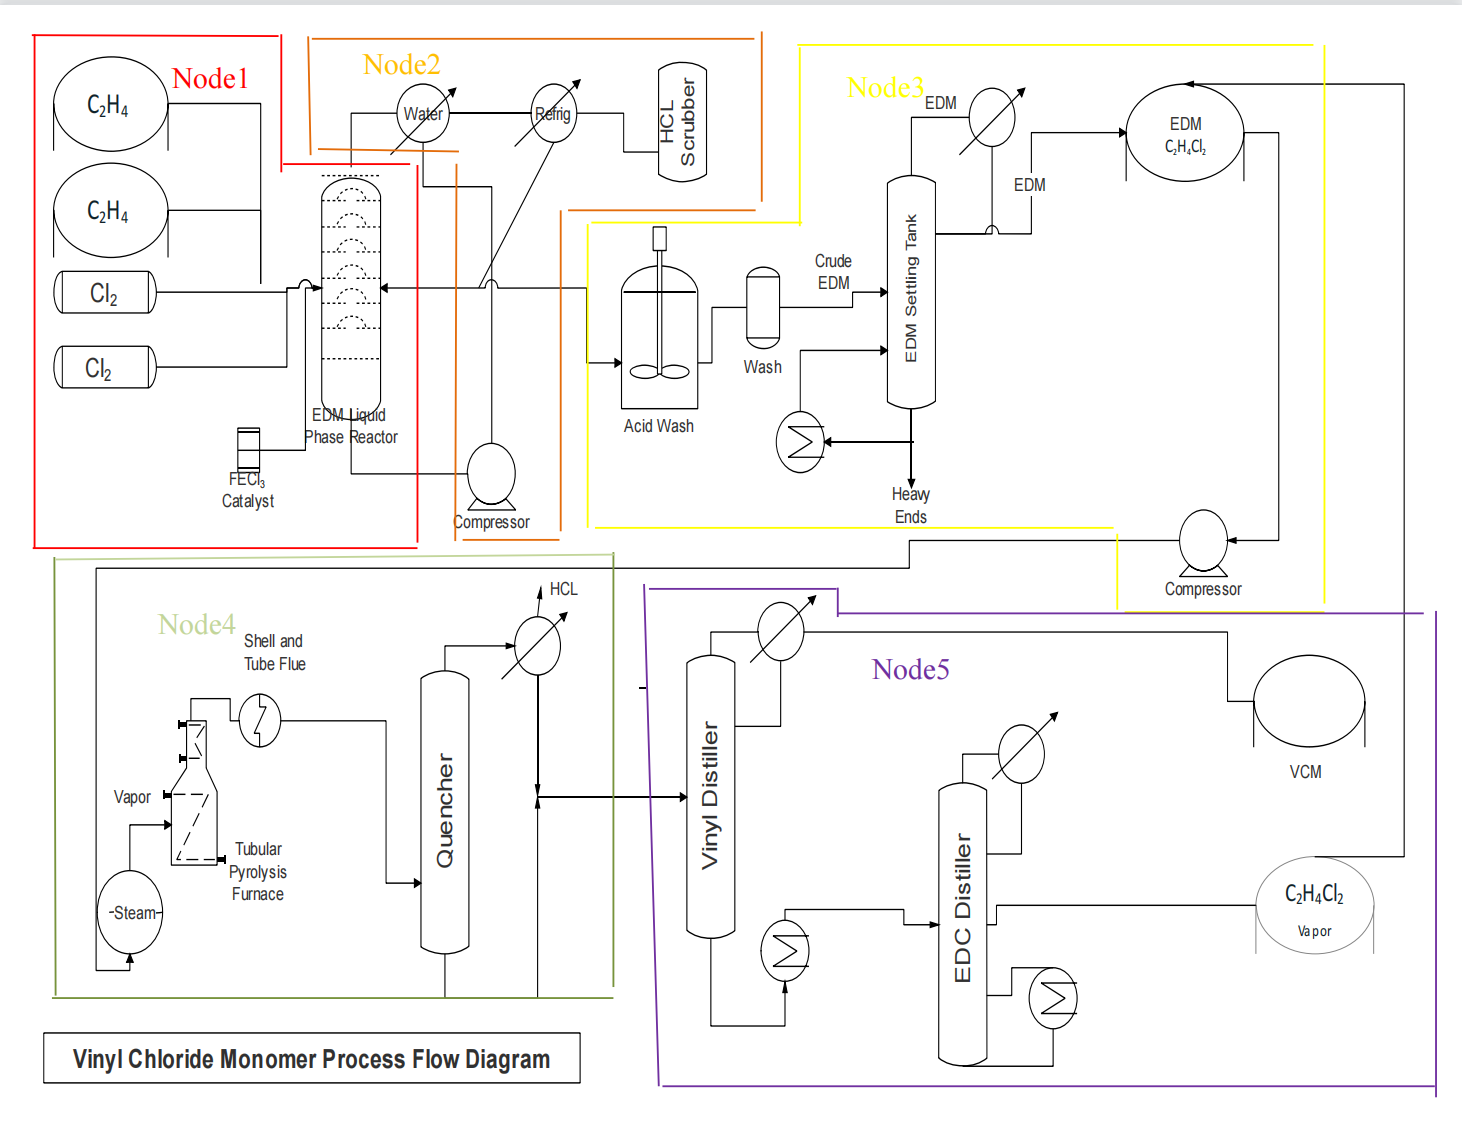 Node1
C₂H₄
C₂H₄
Cl₂
Cl₂
FECl₃
Catalyst
EDM Liquid
Phase Reactor
Node2
Water
Refrig
HCL
Scrubber
Compressor
Node3
EDM
EDM
C₂H₄Cl₂
EDM
Crude
EDM
EDM Settling Tank
Wash
Acid Wash
Heavy
Ends
Compressor
Node4
HCL
Shell and
Tube Flue
Vapor
Tubular
Pyrolysis
Furnace
Steam
Quencher
Node5
Vinyl Distiller
VCM
EDC Distiller
C₂H₄Cl₂
Vapor
Vinyl Chloride Monomer Process Flow Diagram